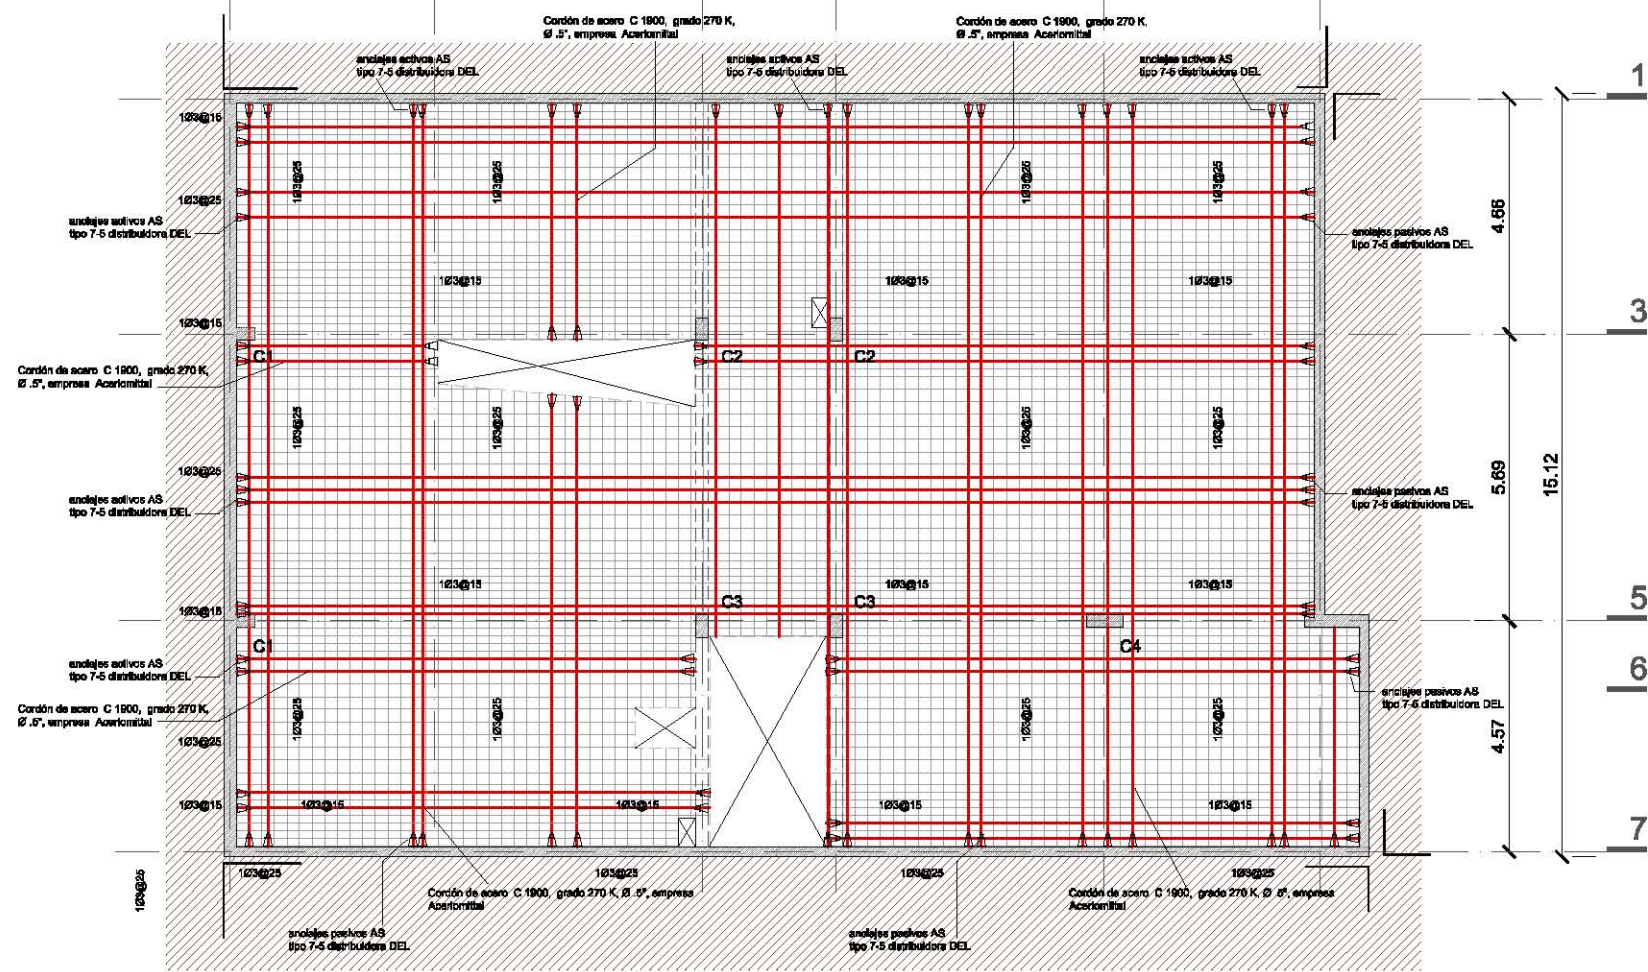 Cordón de acero C 1900, grado 270 K,
Ø .5", empresa Acerlormittal
Cordón de acero C 1900, grado 270 K,
Ø .5", empresa Acerlormittal
anclajes activos AS
tipo 7-5 distribuidora DEL
anclajes activos AS
tipo 7-5 distribuidora DEL
anclajes activos AS
tipo 7-5 distribuidora DEL
1
1Ø3@15
1Ø3@25
1Ø3@25
1Ø3@25
1Ø3@25
1Ø3@25
4.66
anclajes activos AS
tipo 7-5 distribuidora DEL
anclajes pasivos AS
tipo 7-5 distribuidora DEL
1Ø3@15
1Ø3@15
1Ø3@15
1Ø3@15
3
C1
C2
C2
Cordón de acero C 1900, grado 270 K,
Ø .5", empresa Acerlormittal
1Ø3@25
1Ø3@25
1Ø3@25
1Ø3@25
1Ø3@25
5.69
15.12
anclajes activos AS
tipo 7-5 distribuidora DEL
anclajes pasivos AS
tipo 7-5 distribuidora DEL
1Ø3@15
1Ø3@15
1Ø3@15
1Ø3@15
C3
C3
5
C1
C4
anclajes activos AS
tipo 7-5 distribuidora DEL
6
anclajes pasivos AS
tipo 7-5 distribuidora DEL
Cordón de acero C 1900, grado 270 K,
Ø .5", empresa Acerlormittal
1Ø3@25
1Ø3@25
1Ø3@25
1Ø3@25
1Ø3@25
4.57
1Ø3@15
1Ø3@15
1Ø3@15
1Ø3@15
1Ø3@15
7
1Ø3@25
1Ø3@25
1Ø3@25
1Ø3@25
1Ø3@25
Cordón de acero C 1900, grado 270 K, Ø .5", empresa
Acerlormittal
Cordón de acero C 1900, grado 270 K, Ø .5", empresa
Acerlormittal
anclajes pasivos AS
tipo 7-5 distribuidora DEL
anclajes pasivos AS
tipo 7-5 distribuidora DEL